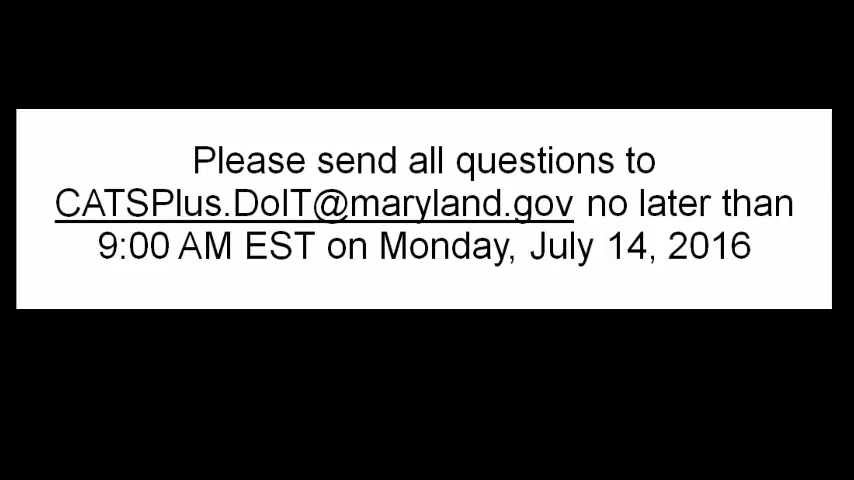 Please send all questions to
CATSPlus.DoIT@maryland.gov no later than
9:00 AM EST on Monday, July 14, 2016